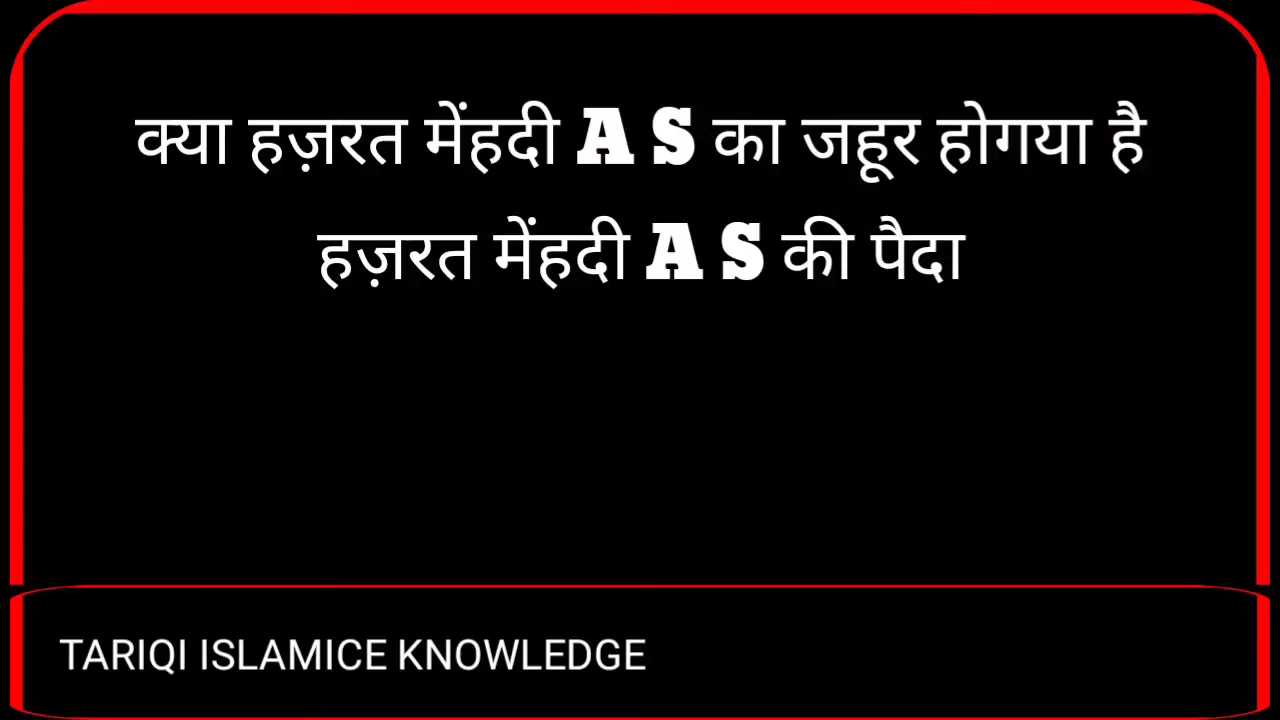 क्या हज़रत मेंहदी A S का जहूर होगया है
हज़रत मेंहदी A S की पैदा
TARIQI ISLAMICE KNOWLEDGE